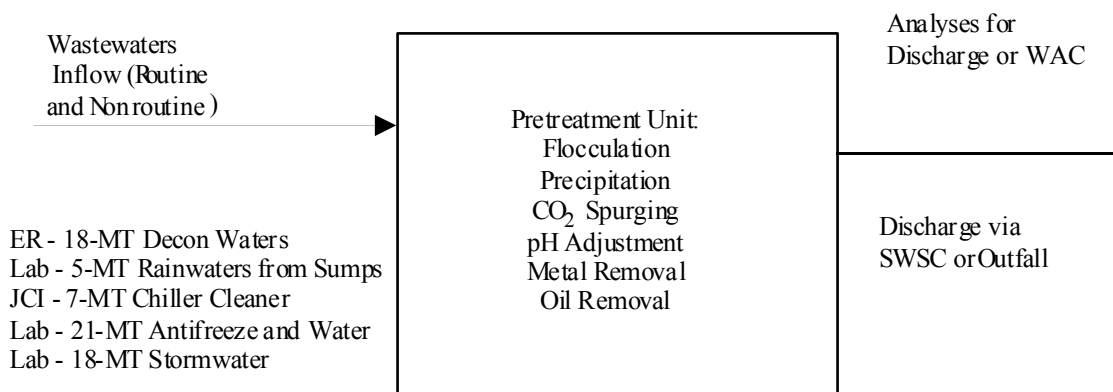 Wastewaters
Inflow (Routine
and Nonroutine)
ER - 18-MT Decon Waters
Lab - 5-MT Rainwaters from Sumps
JCI - 7-MT Chiller Cleaner
Lab - 21-MT Antifreeze and Water
Lab - 18-MT Stormwater
Pretreatment Unit:
Flocculation
Precipitation
CO2 Spurging
pH Adjustment
Metal Removal
Oil Removal
Analyses for
Discharge or WAC
Discharge via
SWSC or Outfall